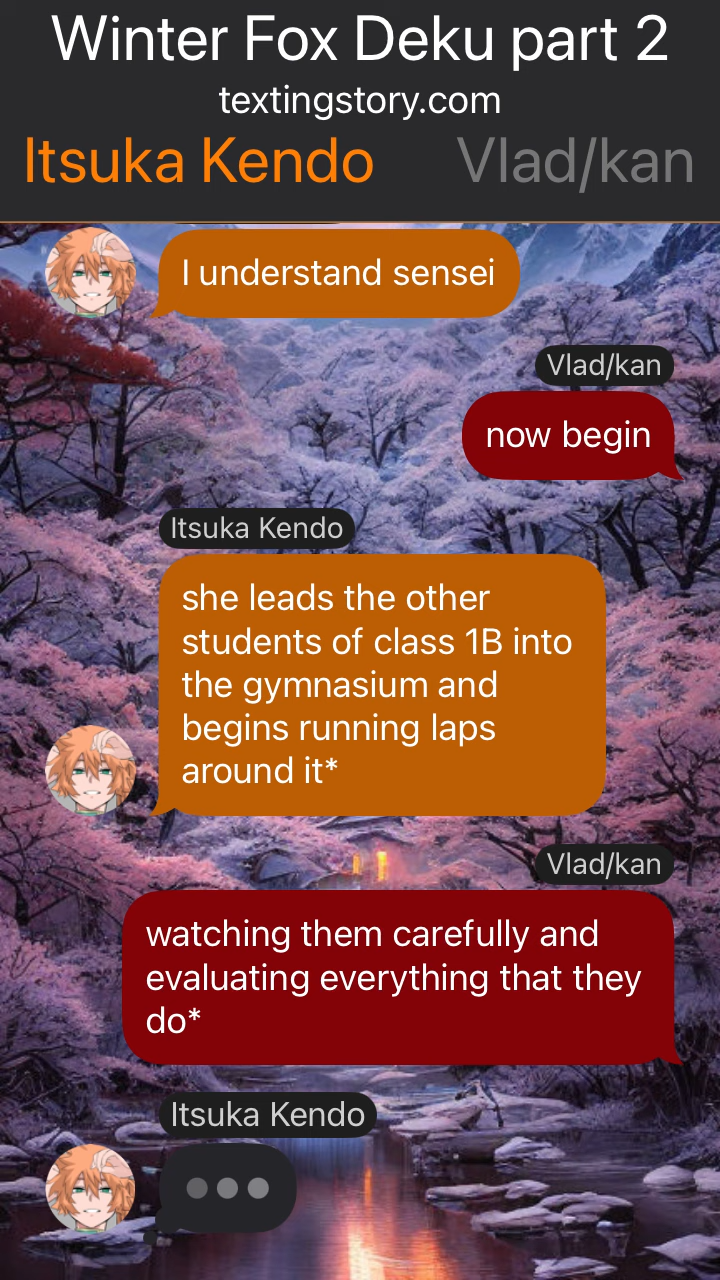 Winter Fox Deku part 2
textingstory.com
Itsuka Kendo Vlad/kan
I understand sensei
Vlad/kan
now begin
Itsuka Kendo
she leads the other
students of class 1B into
the gymnasium and
begins running laps
around it*
Vlad/kan
watching them carefully and
evaluating everything that they
do*
Itsuka Kendo